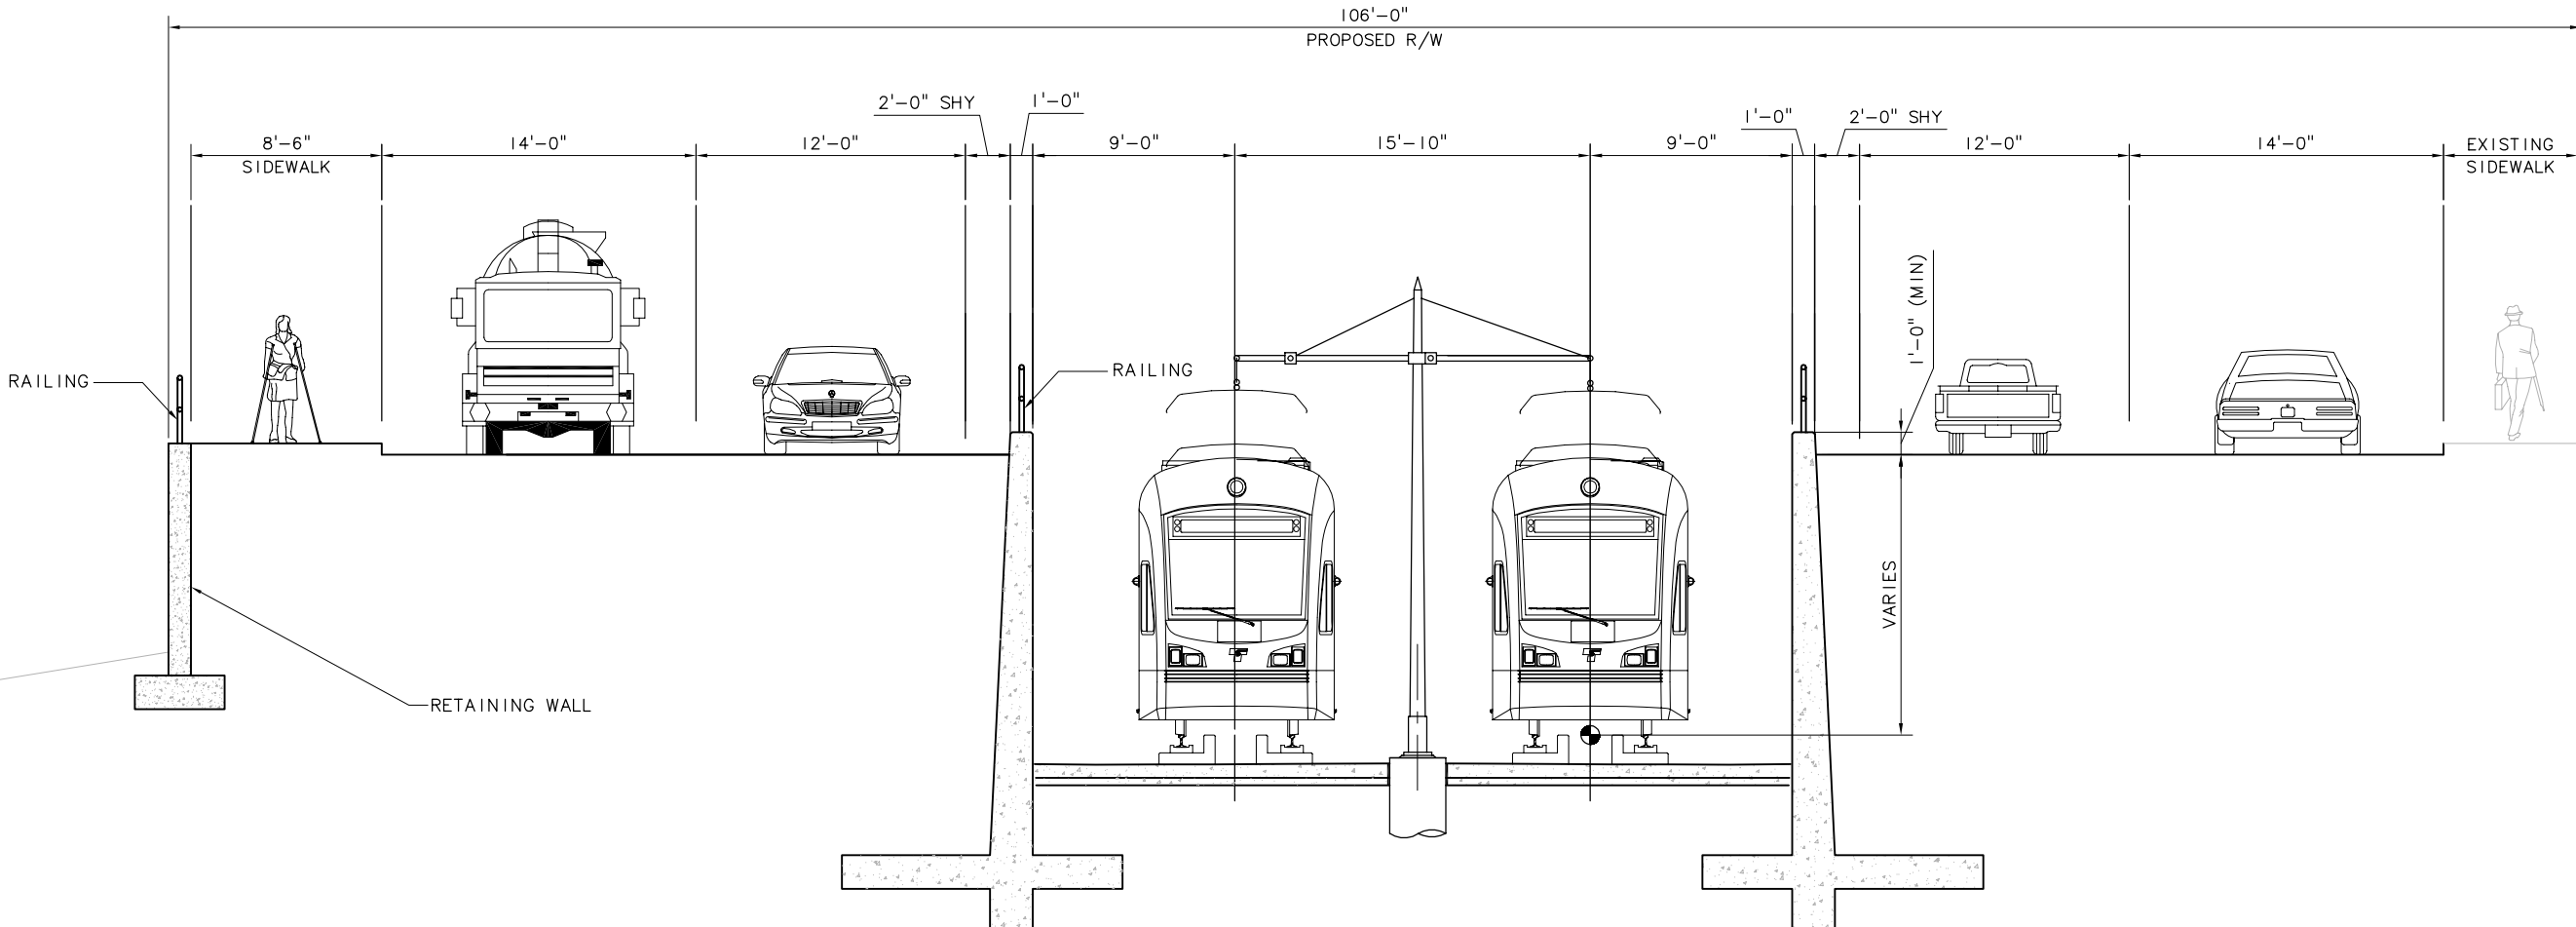 106'-0"
PROPOSED R/W
2'-0" SHY
1'-0"
1'-0"
2'-0" SHY
8'-6"
SIDEWALK
14'-0"
12'-0"
9'-0"
15'-10"
9'-0"
12'-0"
14'-0"
EXISTING
SIDEWALK
1'-0" (MIN)
RAILING
RAILING
VARIES
RETAINING WALL